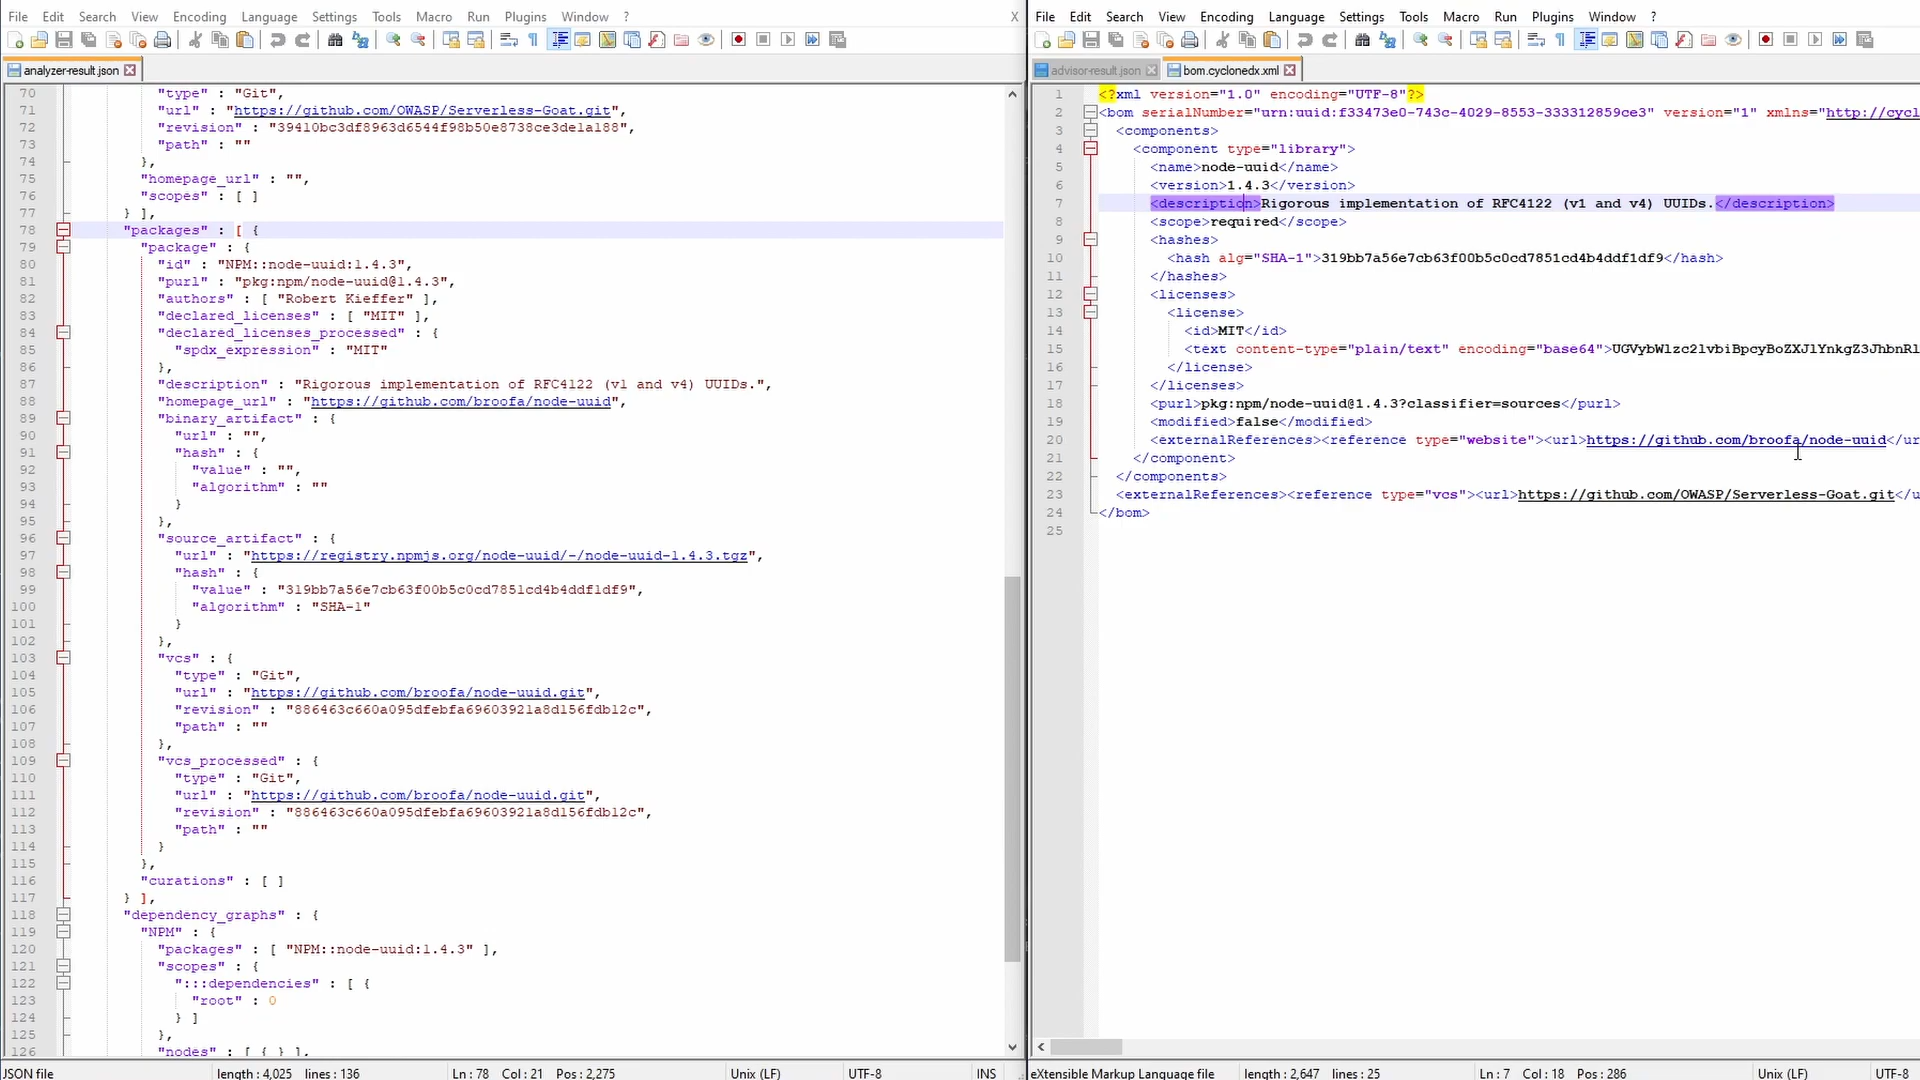 File Edit Search View Encoding Language Settings Tools Macro Run Plugins Window ? X
analyzer-result.json
70 "type" : "Git",
71 "url" : "https://github.com/OWASP/Serverless-Goat.git",
72 "revision" : "39410bc3df8963d6544f98b50e8738ce3de1a188",
73 "path" : ""
74 },
75 "homepage_url" : "",
76 "scopes" : [ ]
77 } ],
78 "packages" : [ {
79 "package" : {
80 "id" : "NPM::node-uuid:1.4.3",
81 "purl" : "pkg:npm/node-uuid@1.4.3",
82 "authors" : [ "Robert Kieffer" ],
83 "declared_licenses" : [ "MIT" ],
84 "declared_licenses_processed" : {
85 "spdx_expression" : "MIT"
86 },
87 "description" : "Rigorous implementation of RFC4122 (v1 and v4) UUIDs.",
88 "homepage_url" : "https://github.com/broofa/node-uuid",
89 "binary_artifact" : {
90 "url" : "",
91 "hash" : {
92 "value" : "",
93 "algorithm" : ""
94 }
95 },
96 "source_artifact" : {
97 "url" : "https://registry.npmjs.org/node-uuid/-/node-uuid-1.4.3.tgz",
98 "hash" : {
99 "value" : "319bb7a56e7cb63f00b5c0cd7851cd4b4ddf1df9",
100 "algorithm" : "SHA-1"
101 }
102 },
103 "vcs" : {
104 "type" : "Git",
105 "url" : "https://github.com/broofa/node-uuid.git",
106 "revision" : "886463c660a095dfebfa69603921a8d156fdb12c",
107 "path" : ""
108 },
109 "vcs_processed" : {
110 "type" : "Git",
111 "url" : "https://github.com/broofa/node-uuid.git",
112 "revision" : "886463c660a095dfebfa69603921a8d156fdb12c",
113 "path" : ""
114 }
115 },
116 "curations" : [ ]
117 } ],
118 "dependency_graphs" : {
119 "NPM" : {
120 "packages" : [ "NPM::node-uuid:1.4.3" ],
121 "scopes" : {
122 ":::dependencies" : [ {
123 "root" : 0
124 } ]
125 },
126 "nodes" : [ { } ],
JSON file length : 4,025 lines : 136 Ln : 78 Col : 21 Pos : 2,275 Unix (LF) UTF-8 INS
File Edit Search View Encoding Language Settings Tools Macro Run Plugins Window ?
advisor-result.json bom.cyclonedx.xml
1 <?xml version="1.0" encoding="UTF-8"?>
2 <bom serialNumber="urn:uuid:f33473e0-743c-4029-8553-333312859ce3" version="1" xmlns="http://cycl
3 <components>
4 <component type="library">
5 <name>node-uuid</name>
6 <version>1.4.3</version>
7 <description>Rigorous implementation of RFC4122 (v1 and v4) UUIDs.</description>
8 <scope>required</scope>
9 <hashes>
10 <hash alg="SHA-1">319bb7a56e7cb63f00b5c0cd7851cd4b4ddf1df9</hash>
11 </hashes>
12 <licenses>
13 <license>
14 <id>MIT</id>
15 <text content-type="plain/text" encoding="base64">
16 </license>
17 </licenses>
18 <purl>pkg:npm/node-uuid@1.4.3?classifier=sources</purl>
19 <modified>false</modified>
20 <externalReferences><reference type="website"><url>https://github.com/broofa/node-uuid</ur
21 </component>
22 </components>
23 <externalReferences><reference type="vcs"><url>https://github.com/OWASP/Serverless-Goat.git</u
24 </bom>
25
eXtensible Markup Language file length : 2,647 lines : 25 Ln : 7 Col : 18 Pos : 286 Unix (LF) UTF-8